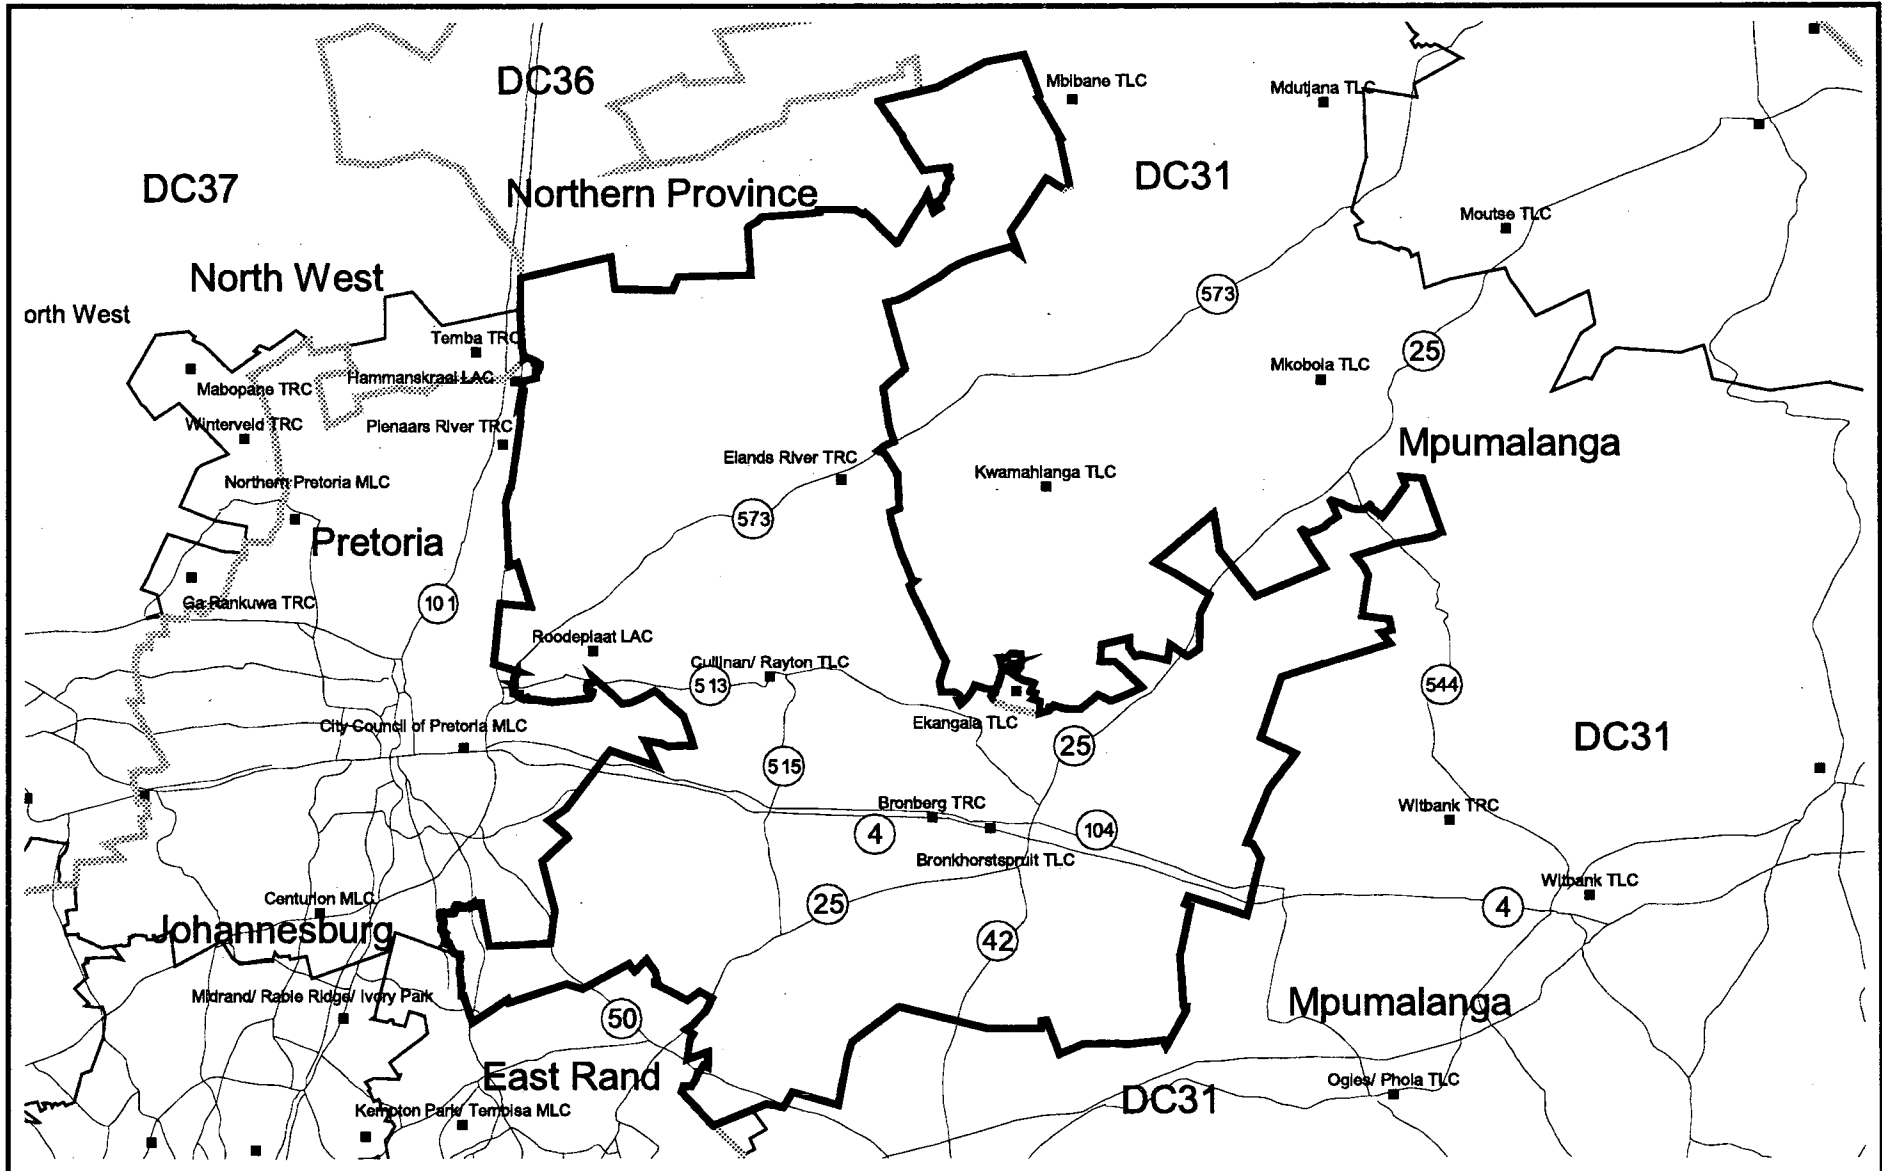 DC36
Mbibane TLC
Mdutjana TLC
DC37
Northern Province
DC31
Moutse TLC
North West
573
orth West
Temba TRC
25
Mkobola TLC
Hammanskraal LAC
Mabopane TRC
Winterveld TRC
Pienaars River TRC
Mpumalanga
Elands River TRC
Kwamahlanga TLC
Northern Pretoria MLC
573
Pretoria
Ga-Rankuwa TRC
101
Roodeplaat LAC
Cullinan/ Rayton TLC
513
544
City Council of Pretoria MLC
Ekangala TLC
25
DC31
515
Bronberg TRC
4
104
Witbank TRC
Bronkhorstspruit TLC
Witbank TLC
Centurion MLC
25
4
Johannesburg
42
Midrand/ Rabie Ridge/ Ivory Park
50
Mpumalanga
East Rand
DC31
Ogies/ Phola TLC
Kempton Park/ Tembisa MLC